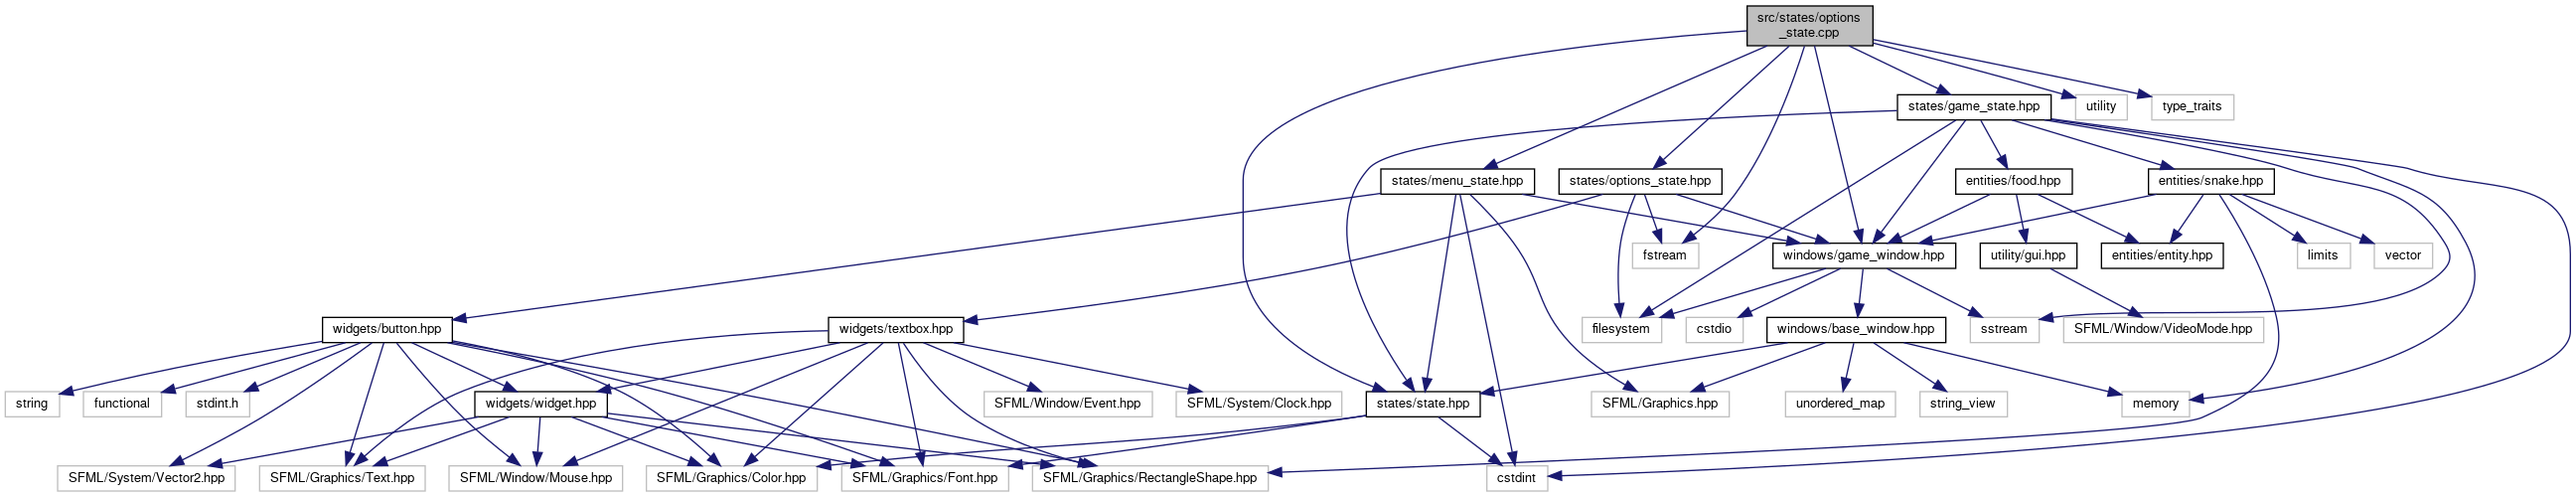 src/states/options
_state.cpp
states/game_state.hpp
utility
type_traits
states/menu_state.hpp
states/options_state.hpp
entities/food.hpp
entities/snake.hpp
fstream
windows/game_window.hpp
utility/gui.hpp
entities/entity.hpp
limits
vector
widgets/button.hpp
widgets/textbox.hpp
filesystem
cstdio
windows/base_window.hpp
sstream
SFML/Window/VideoMode.hpp
string
functional
stdint.h
widgets/widget.hpp
SFML/Window/Event.hpp
SFML/System/Clock.hpp
states/state.hpp
SFML/Graphics.hpp
unordered_map
string_view
memory
SFML/System/Vector2.hpp
SFML/Graphics/Text.hpp
SFML/Window/Mouse.hpp
SFML/Graphics/Color.hpp
SFML/Graphics/Font.hpp
SFML/Graphics/RectangleShape.hpp
cstdint